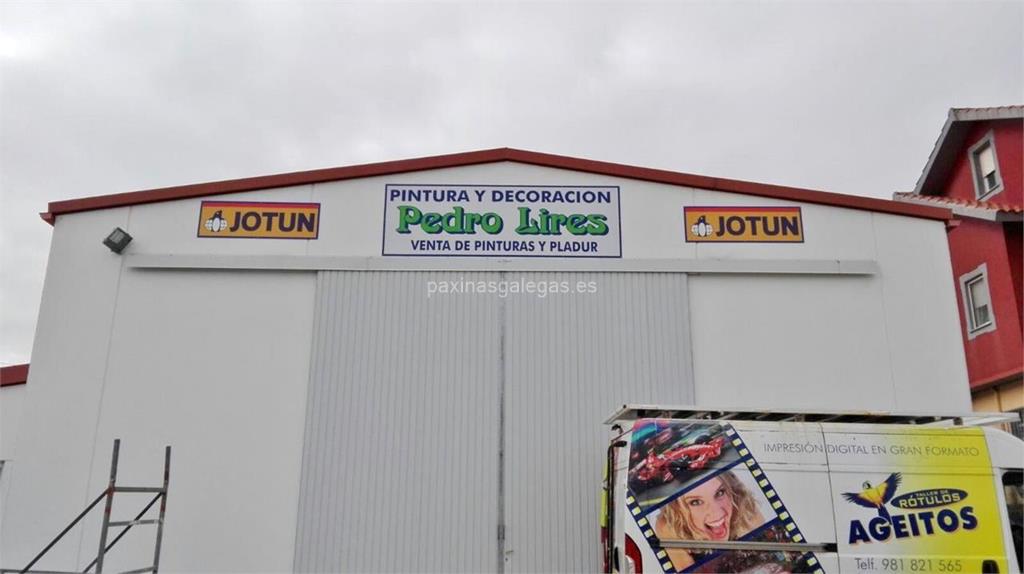 PINTURA Y DECORACION
JOTUN
Pedro Lires
JOTUN
VENTA DE PINTURAS Y PLADUR
paxinasgalegas.es
IMPRESIÓN DIGITAL EN GRAN FORMATO
TALLER DE
RÓTULOS
AGEITOS
Telf. 981 821 565